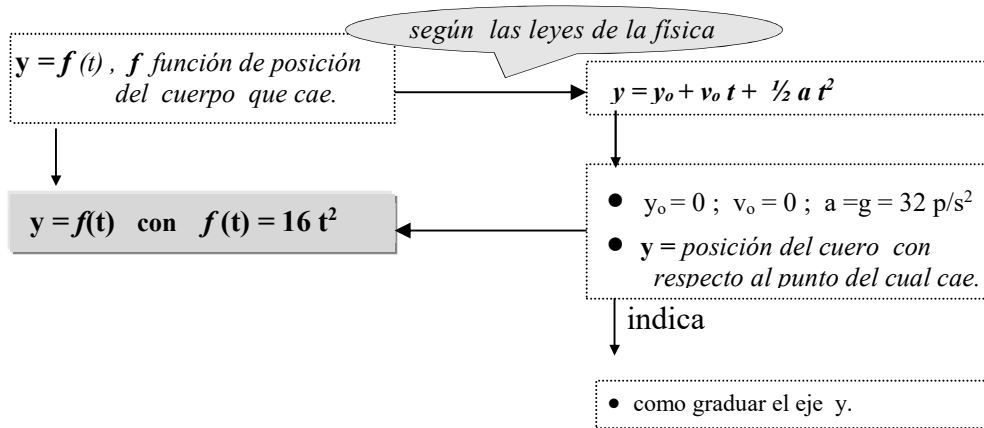 según las leyes de la física
y = f (t) , f función de posición
del cuerpo que cae.
y = yₒ + vₒ t + ½ a t²
y = f(t) con f (t) = 16 t²
• yₒ = 0 ; vₒ = 0 ; a =g = 32 p/s²
• y = posición del cuero con
respecto al punto del cual cae.
indica
• como graduar el eje y.